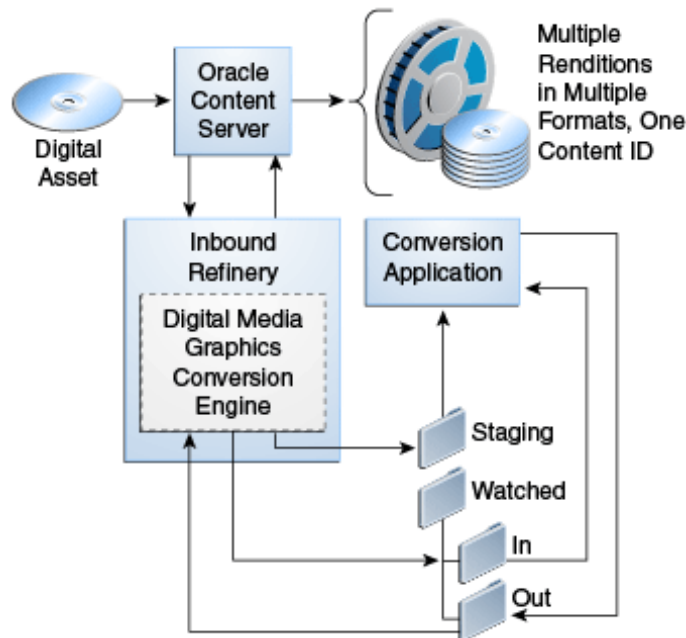 Oracle
Content
Server
Digital
Asset
Multiple
Renditions
in Multiple
Formats, One
Content ID
Inbound
Refinery
Digital Media
Graphics
Conversion
Engine
Conversion
Application
Staging
Watched
In
Out